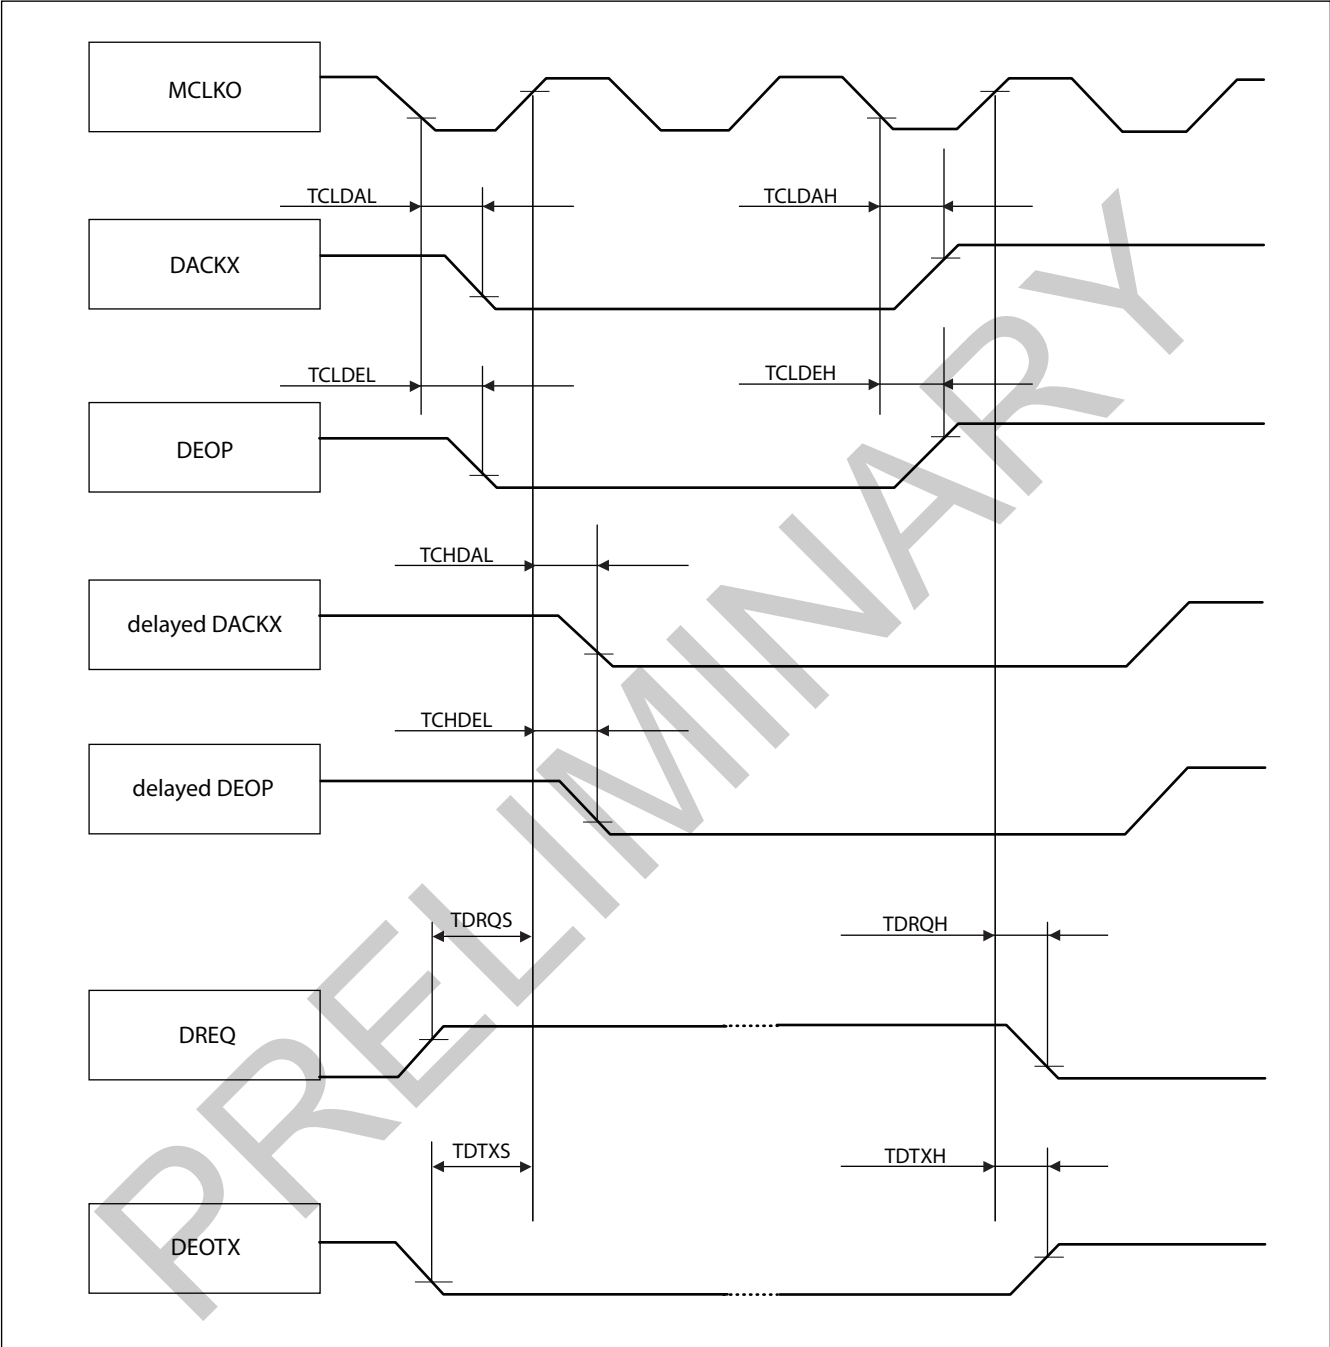 MCLKO
TCLDAL TCLDAH
DACKX
TCLDEL TCLDEH
DEOP
TCHDAL
delayed DACKX
TCHDEL
delayed DEOP
TDRQS TDRQH
DREQ
TDTXS TDTXH
DEOTX
PRELIMINARY